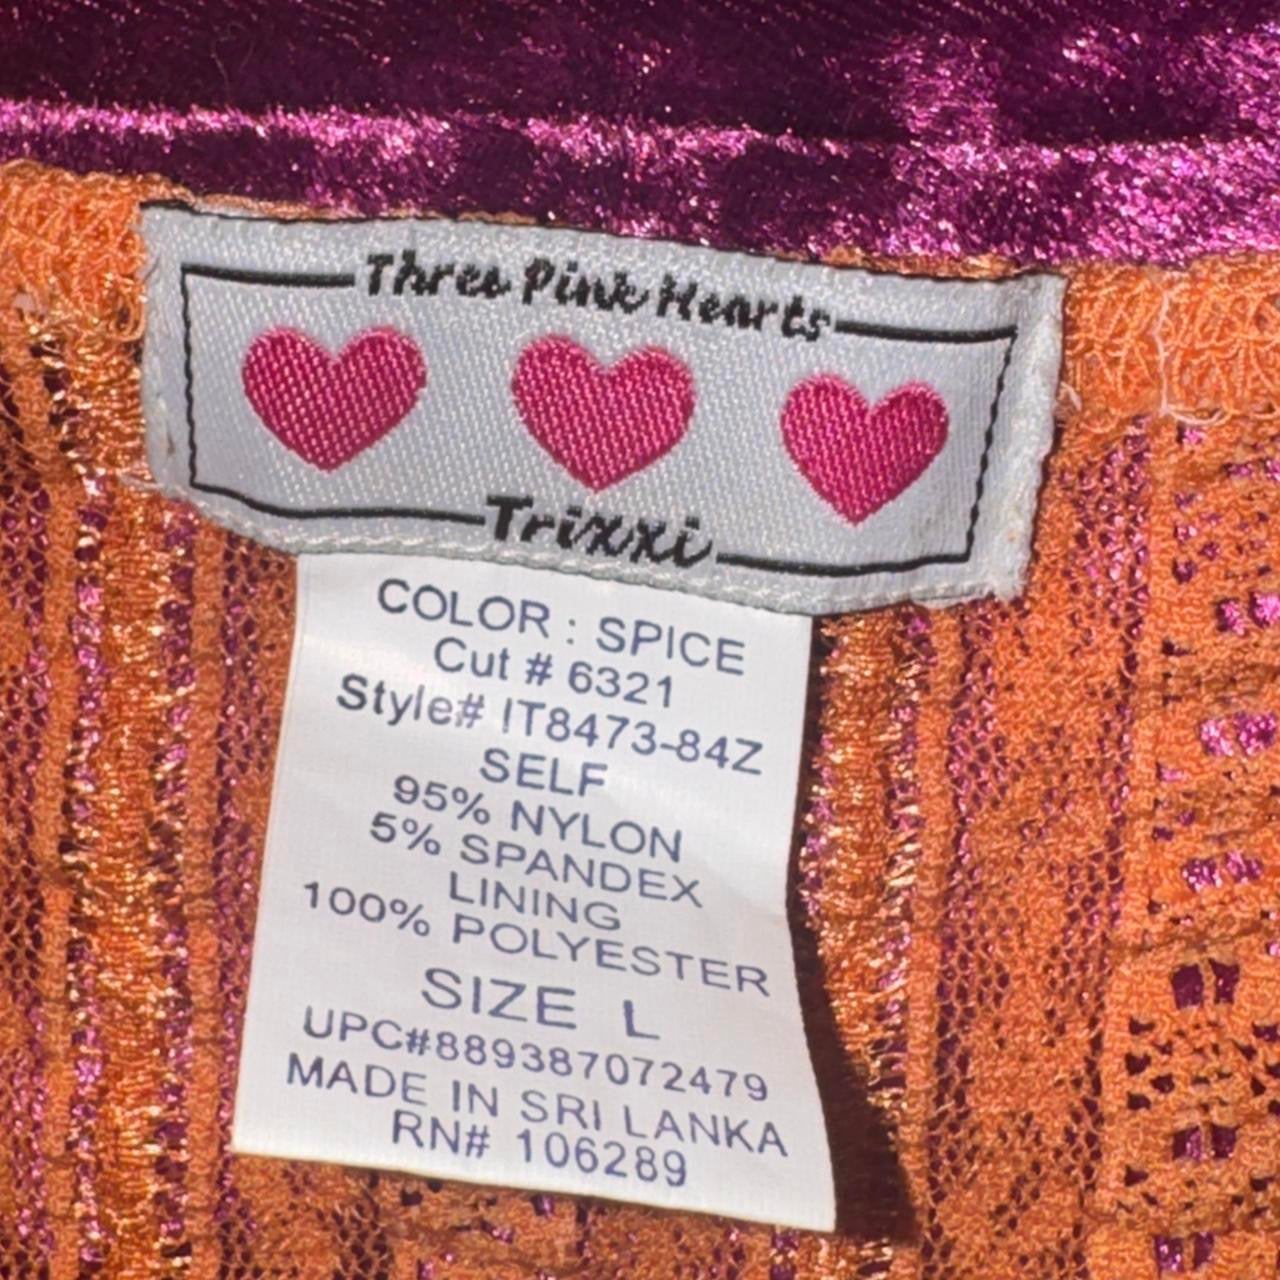 Three Pink Hearts
Trixxi
COLOR : SPICE
Cut # 6321
Style# IT8473-84Z
SELF
95% NYLON
5% SPANDEX
LINING
100% POLYESTER
SIZE L
UPC#889387072479
MADE IN SRI LANKA
RN# 106289